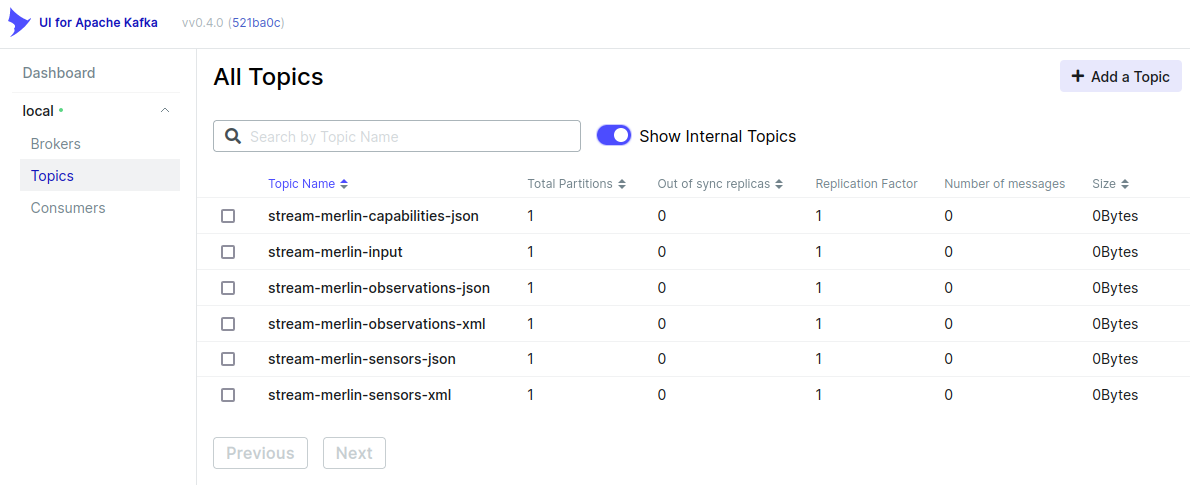 UI for Apache Kafka vv0.4.0 (521ba0c)
Dashboard
local
Brokers
Topics
Consumers
All Topics
Add a Topic
Search by Topic Name
Show Internal Topics
Topic Name Total Partitions Out of sync replicas Replication Factor Number of messages Size
stream-merlin-capabilities-json 1 0 1 0 0Bytes
stream-merlin-input 1 0 1 0 0Bytes
stream-merlin-observations-json 1 0 1 0 0Bytes
stream-merlin-observations-xml 1 0 1 0 0Bytes
stream-merlin-sensors-json 1 0 1 0 0Bytes
stream-merlin-sensors-xml 1 0 1 0 0Bytes
Previous Next